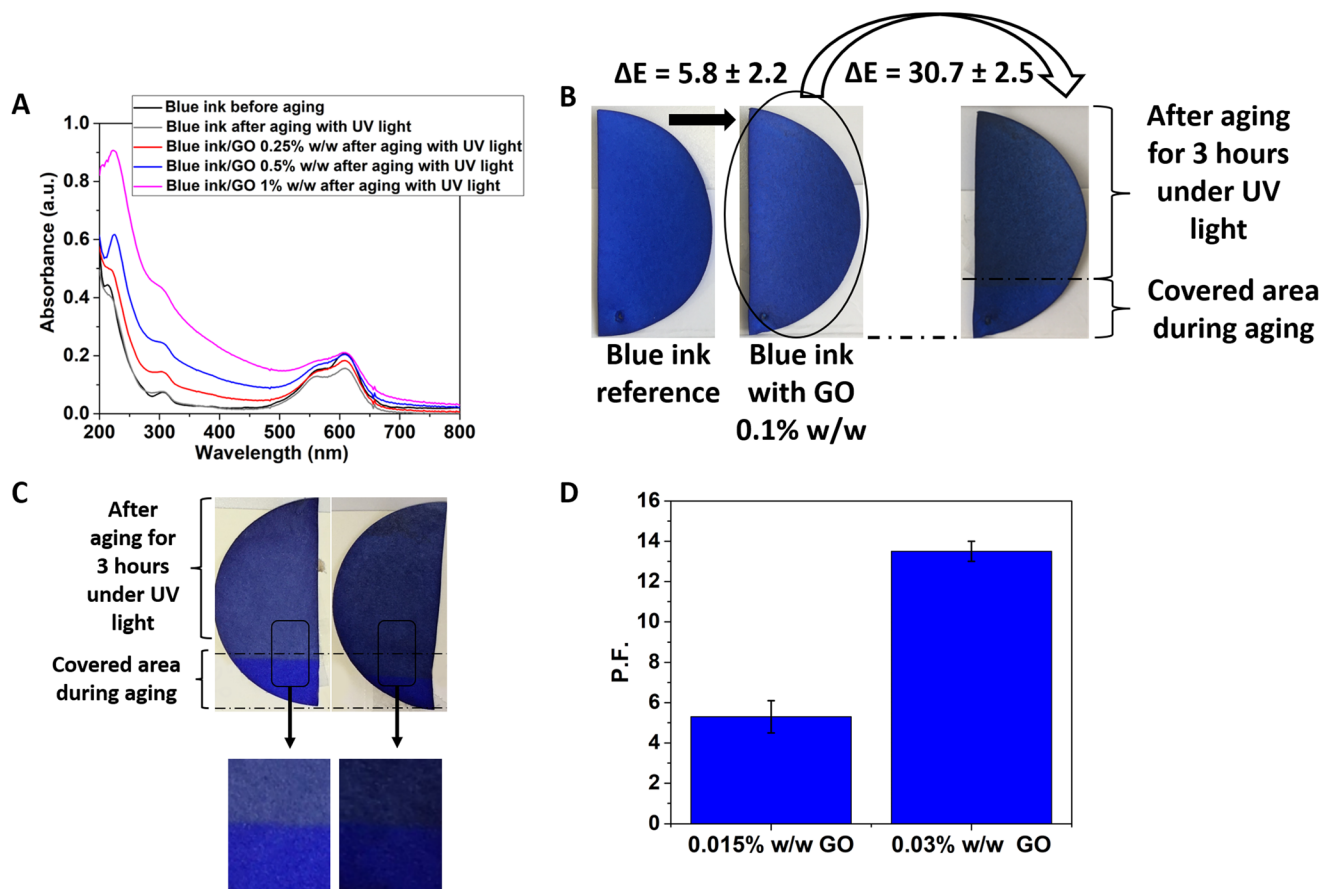 A
Blue ink before aging
Blue ink after aging with UV light
Blue ink/GO 0.25% w/w after aging with UV light
Blue ink/GO 0.5% w/w after aging with UV light
Blue ink/GO 1% w/w after aging with UV light
1.0
0.8
0.6
0.4
0.2
0.0
Absorbance (a.u.)
200 300 400 500 600 700 800
Wavelength (nm)
B
ΔE = 5.8 ± 2.2
ΔE = 30.7 ± 2.5
Blue ink
reference
Blue ink
with GO
0.1% w/w
After aging
for 3 hours
under UV
light
Covered area
during aging
C
After
aging for
3 hours
under UV
light
Covered area
during aging
D
16
14
12
10
8
6
4
2
0
P.F.
0.015% w/w GO
0.03% w/w GO